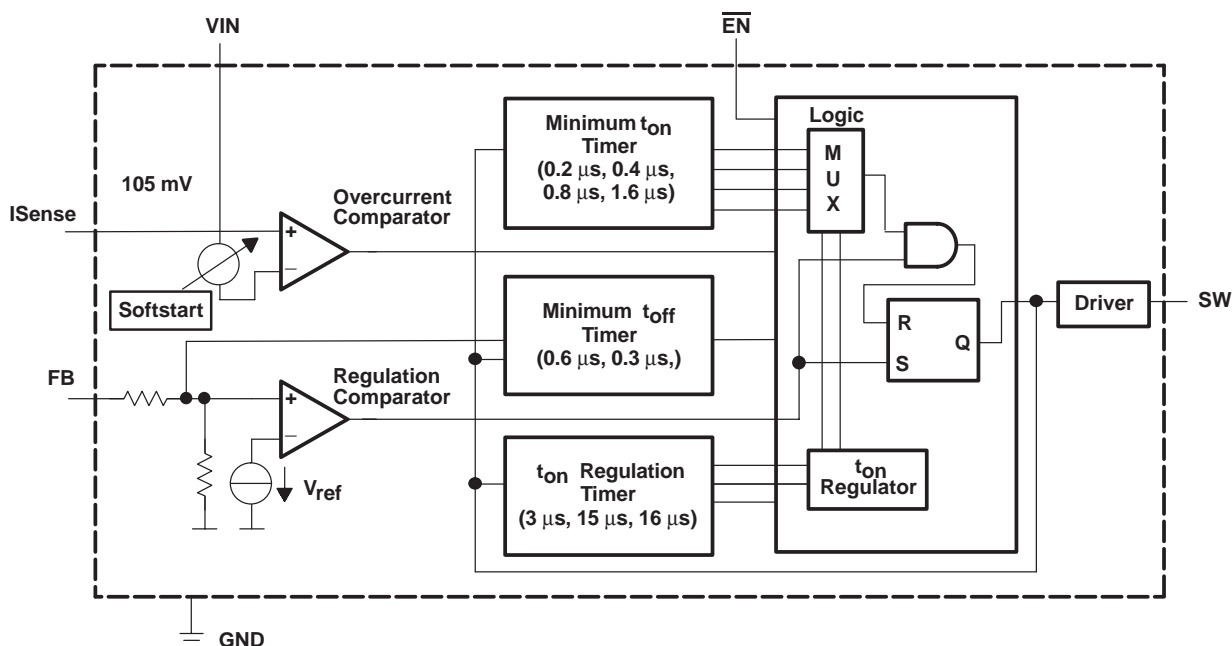 VIN
EN
Logic
Minimum ton
Timer
(0.2 μs, 0.4 μs,
0.8 μs, 1.6 μs)
M
U
X
105 mV
ISense
Overcurrent
Comparator
+
−
Softstart
Minimum toff
Timer
(0.6 μs, 0.3 μs,)
R
S
Q
Driver
SW
FB
Regulation
Comparator
+
−
Vref
ton Regulation
Timer
(3 μs, 15 μs, 16 μs)
ton
Regulator
GND